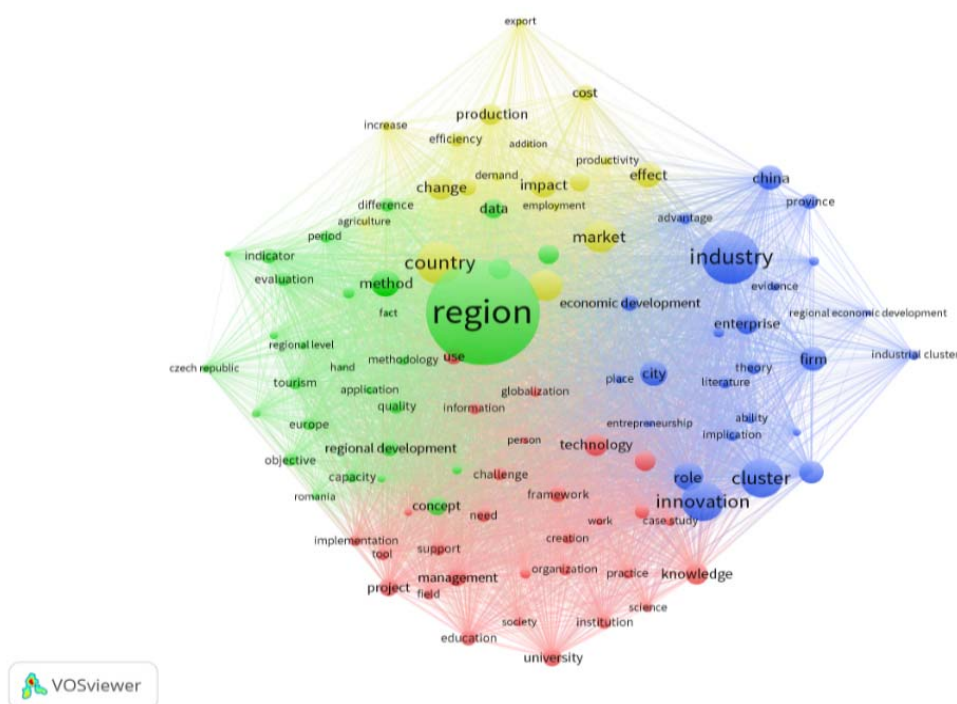 export
cost
production
increase
efficiency
addition
productivity
demand
effect
china
change
impact
province
difference
data
employment
agriculture
advantage
period
market
indicator
industry
country
evaluation
method
evidence
economic development
region
fact
regional economic development
enterprise
regional level
use
industrial cluster
methodology
firm
czech republic
hand
theory
city
place
literature
tourism
application
globalization
quality
information
ability
europe
entrepreneurship
implication
person
technology
regional development
objective
challenge
capacity
role
cluster
romania
framework
innovation
concept
need
work
case study
implementation
creation
tool
support
organization
practice
knowledge
management
project
field
science
society
institution
education
university
VOSviewer